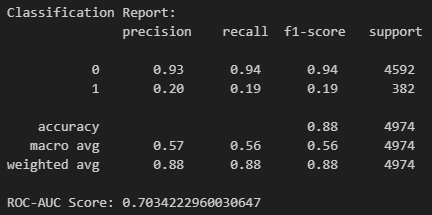 Classification Report:
precision recall f1-score support
0 0.93 0.94 0.94 4592
1 0.20 0.19 0.19 382
accuracy 0.88 4974
macro avg 0.57 0.56 0.56 4974
weighted avg 0.88 0.88 0.88 4974
ROC-AUC Score: 0.7034222960030647